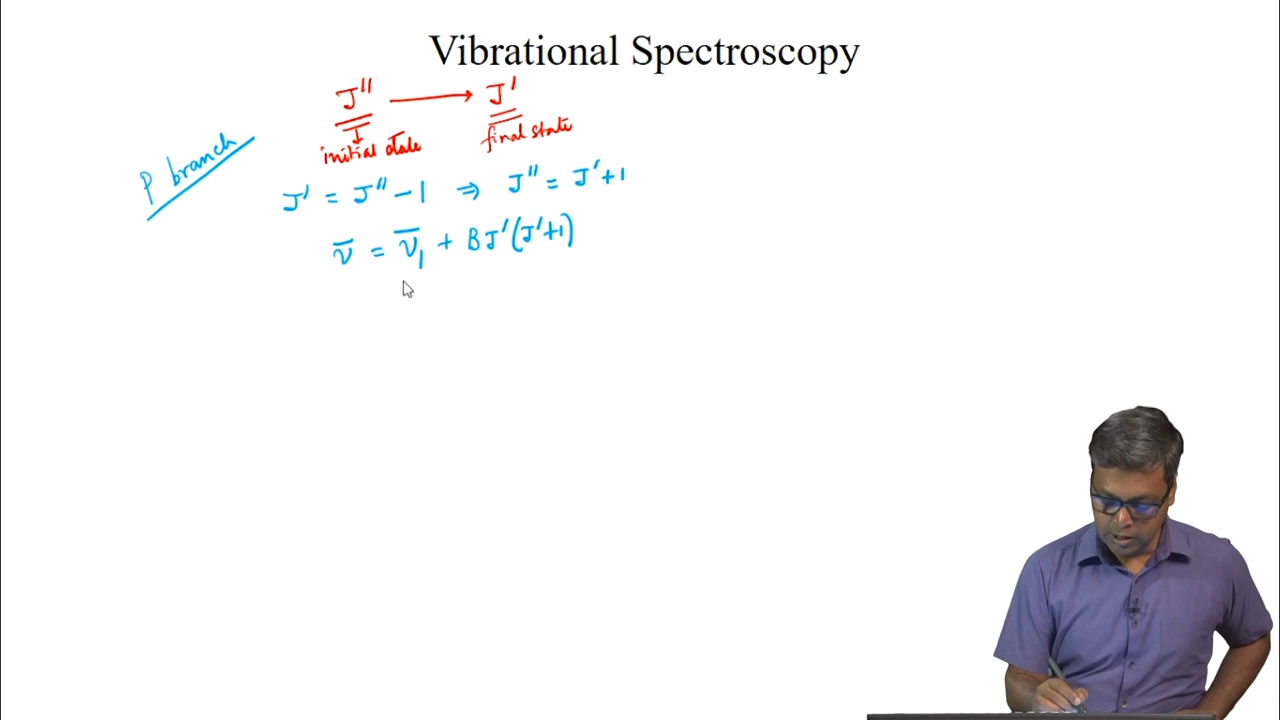 Vibrational Spectroscopy
J'' ⟶ J'
initial state final state
P branch
J' = J'' - 1 ⇒ J'' = J' + 1
ν̄ = ν̄₁ + BJ'(J'+1)